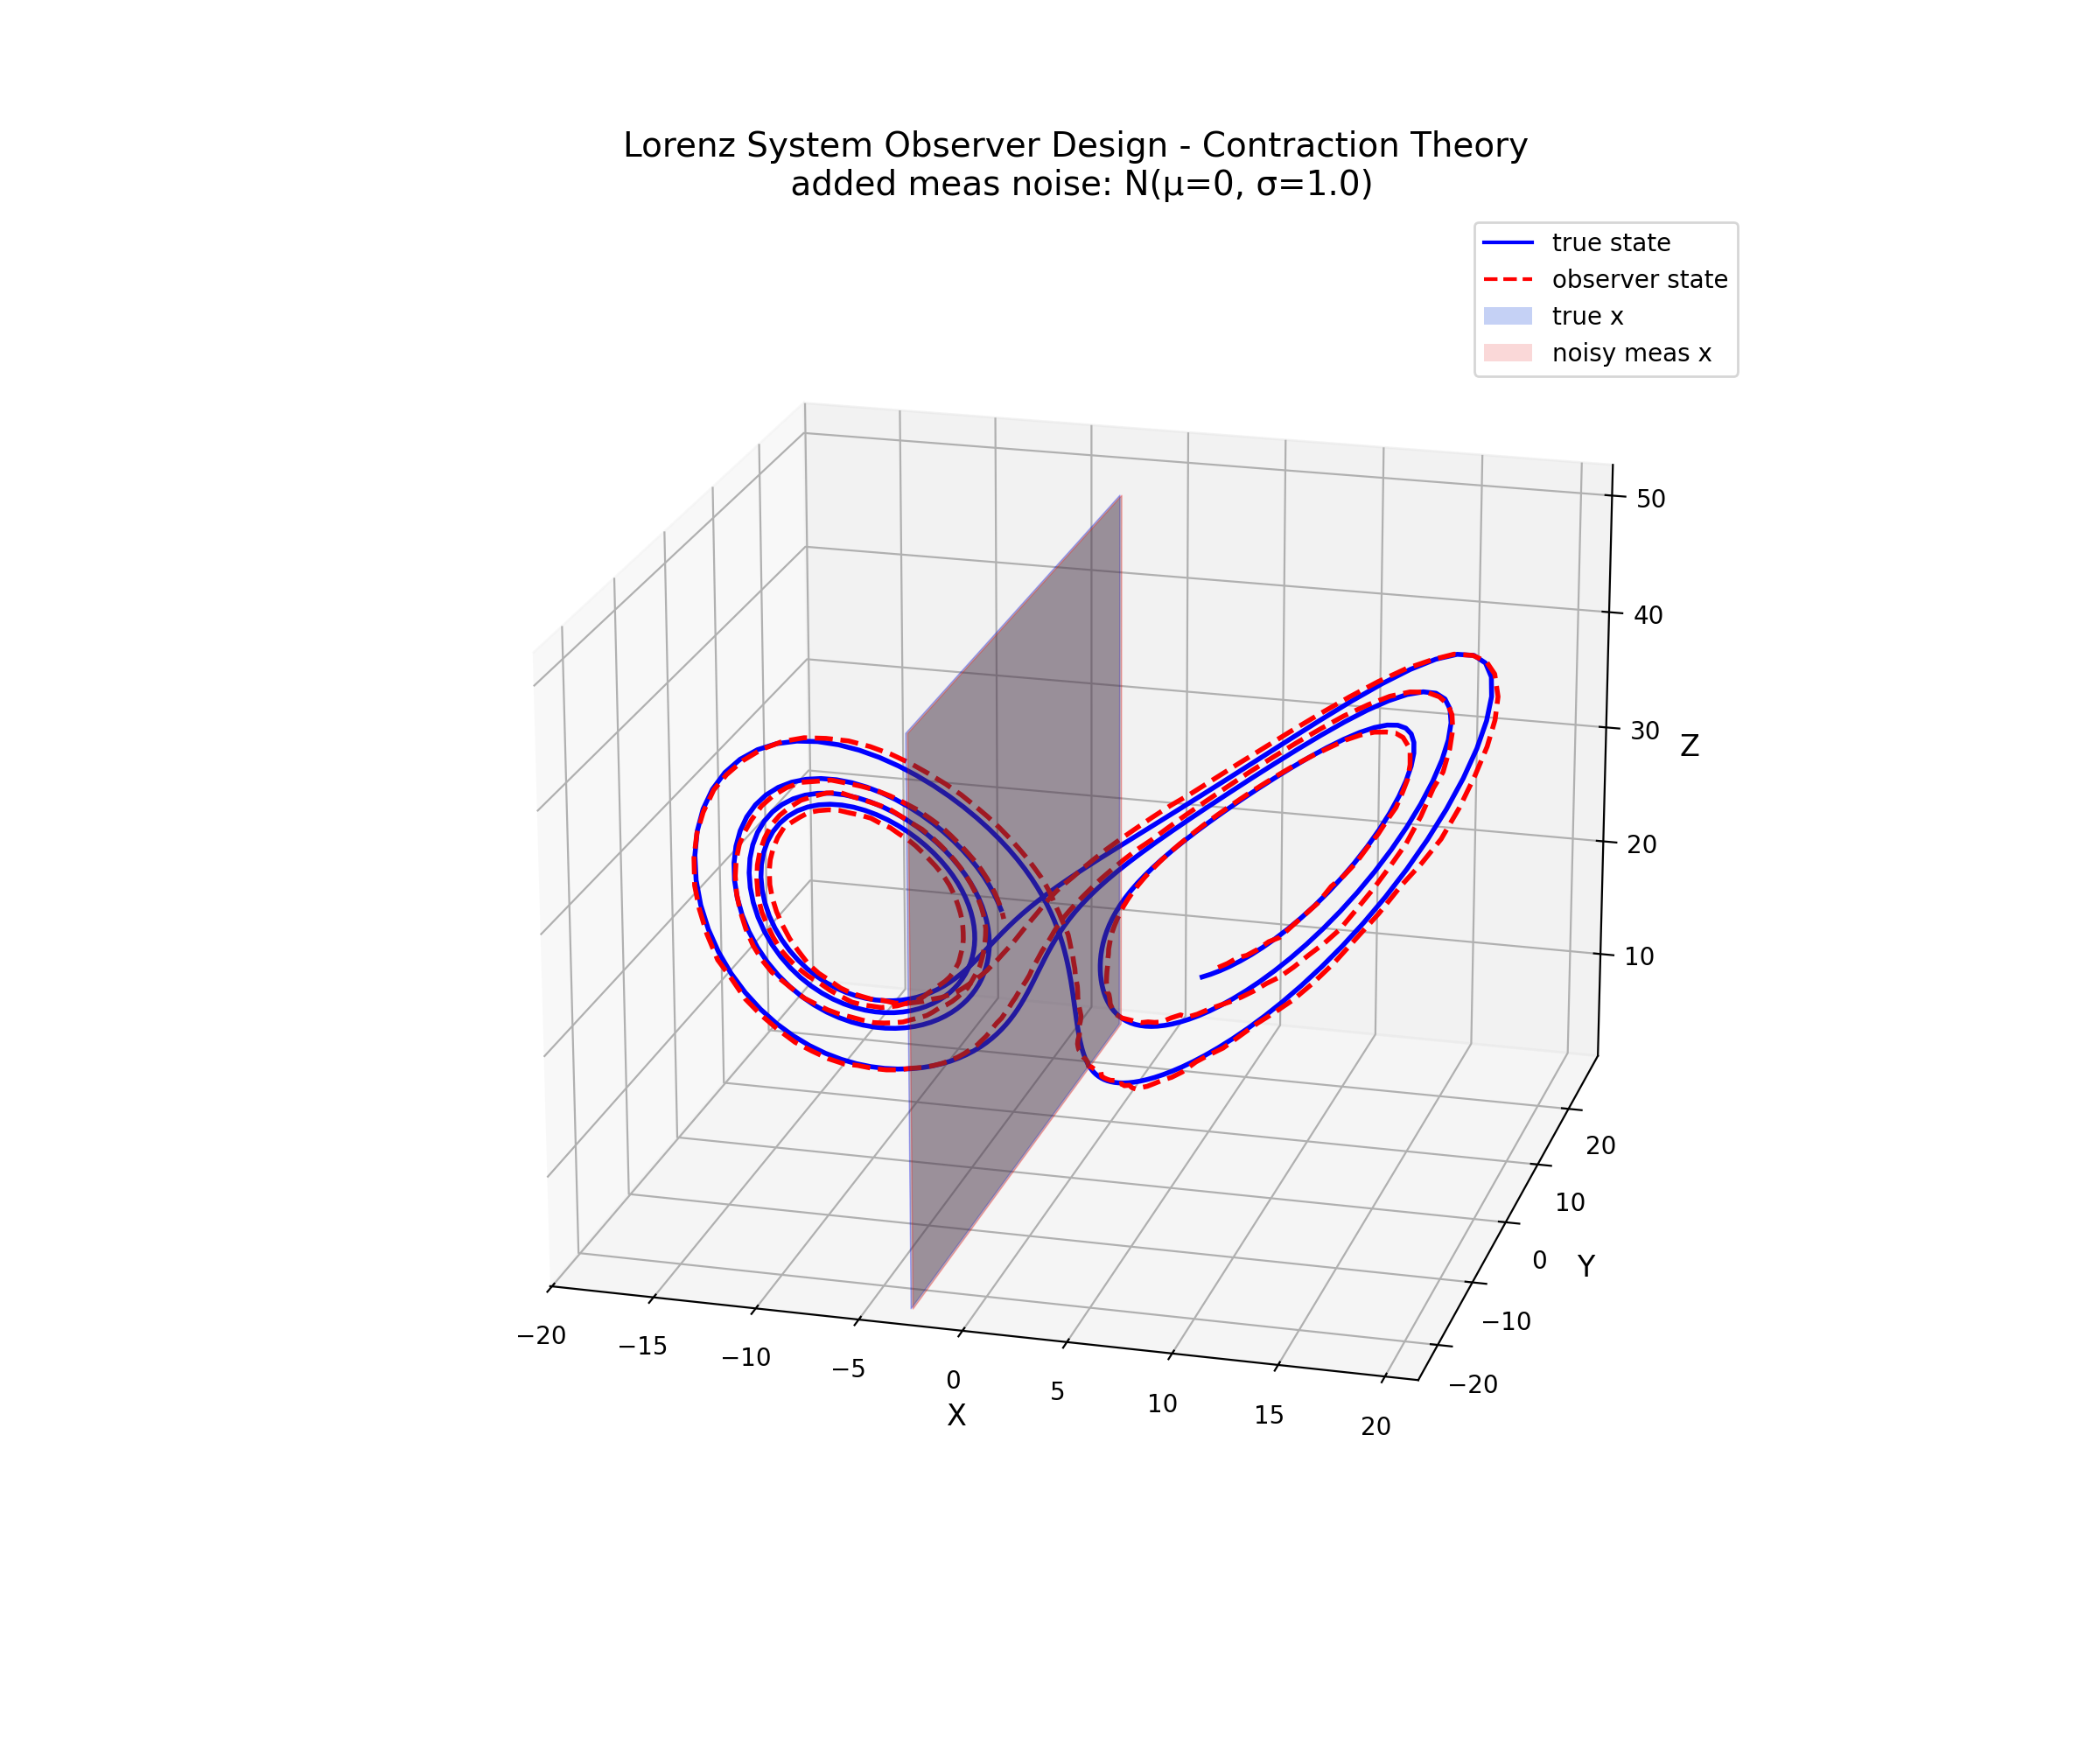 Lorenz System Observer Design - Contraction Theory
added meas noise: N(μ=0, σ=1.0)
true state
observer state
true x
noisy meas x
50
40
30
Z
20
10
20
10
0
Y
−10
−20
−20
−15
−10
−5
0
5
10
15
20
X